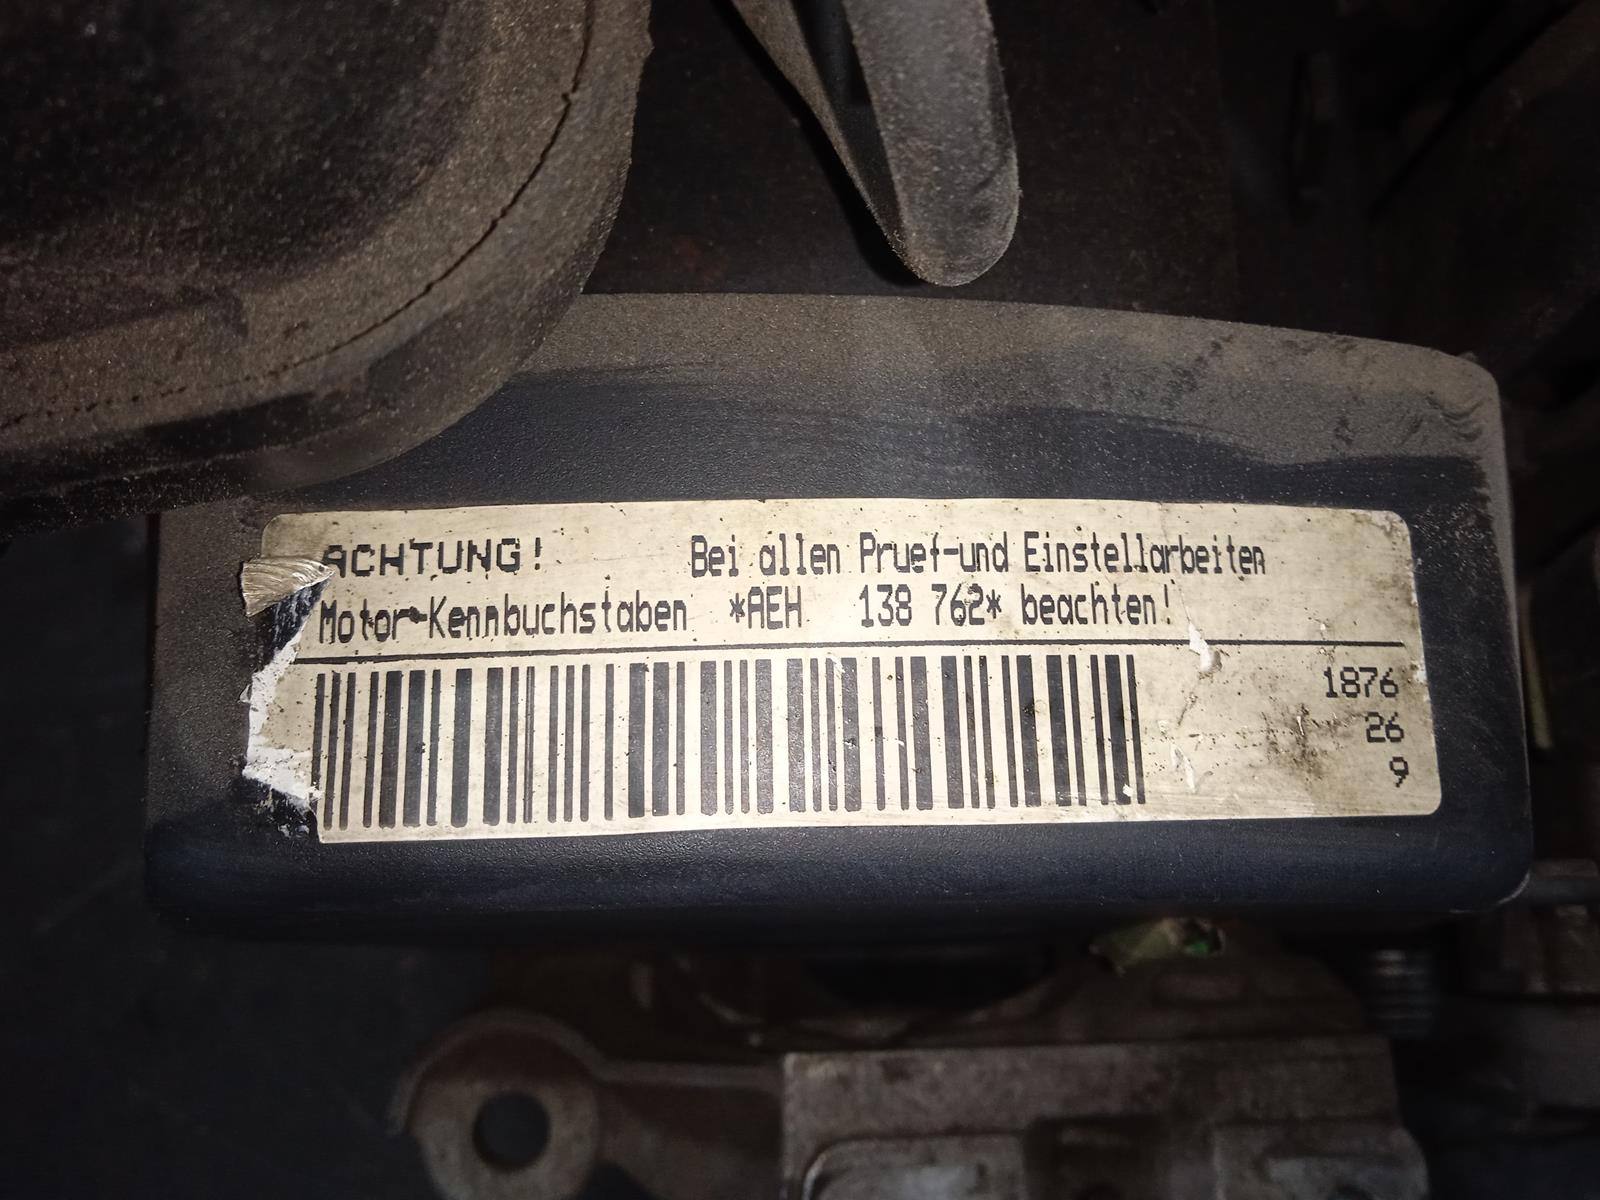 ACHTUNG! Bei allen Pruef-und Einstellarbeiten
Motor-Kennbuchstaben *AEH 138 762* beachten!
1876
26
9